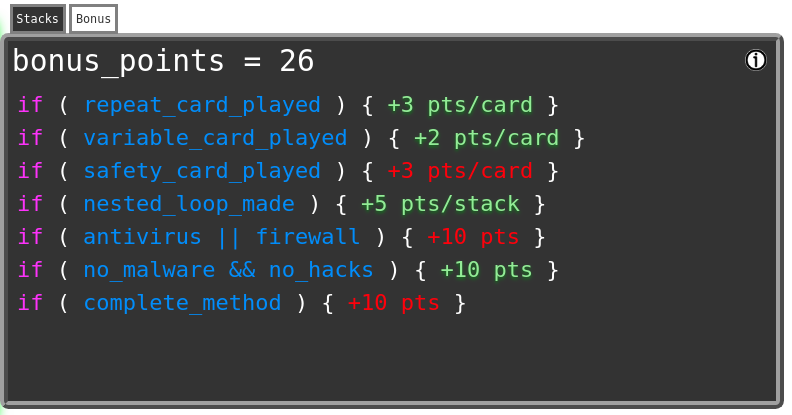 Stacks Bonus
bonus_points = 26
if ( repeat_card_played ) { +3 pts/card }
if ( variable_card_played ) { +2 pts/card }
if ( safety_card_played ) { +3 pts/card }
if ( nested_loop_made ) { +5 pts/stack }
if ( antivirus || firewall ) { +10 pts }
if ( no_malware && no_hacks ) { +10 pts }
if ( complete_method ) { +10 pts }